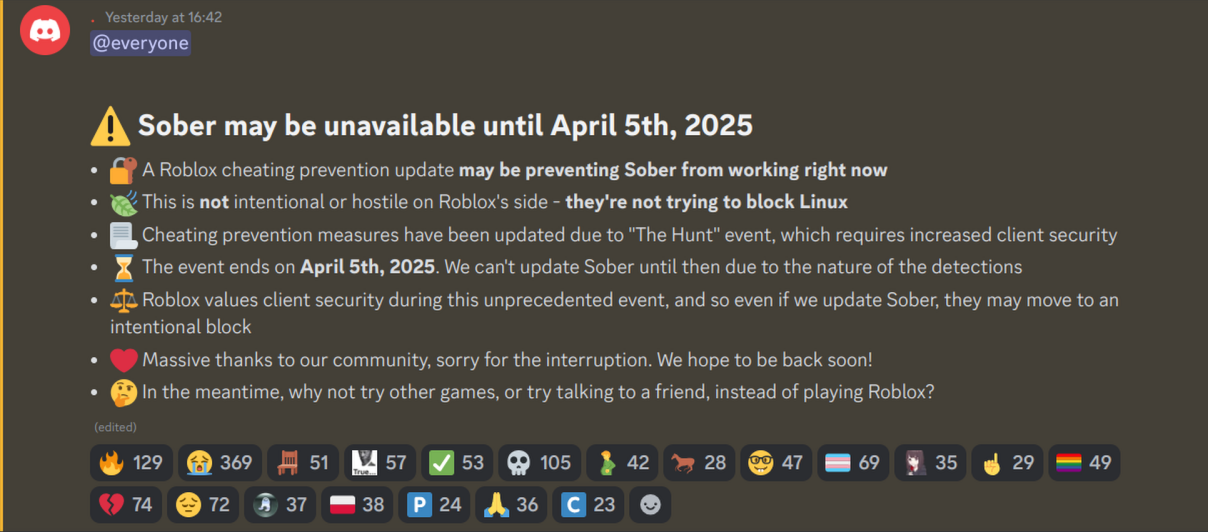 . Yesterday at 16:42
@everyone
Sober may be unavailable until April 5th, 2025
• A Roblox cheating prevention update may be preventing Sober from working right now
• This is not intentional or hostile on Roblox's side - they're not trying to block Linux
• Cheating prevention measures have been updated due to "The Hunt" event, which requires increased client security
• The event ends on April 5th, 2025. We can't update Sober until then due to the nature of the detections
• Roblox values client security during this unprecedented event, and so even if we update Sober, they may move to an
intentional block
• Massive thanks to our community, sorry for the interruption. We hope to be back soon!
• In the meantime, why not try other games, or try talking to a friend, instead of playing Roblox?
(edited)
129 369 51 True... 57 53 105 42 28 47 69 35 29 49
74 72 37 38 P 24 36 C 23